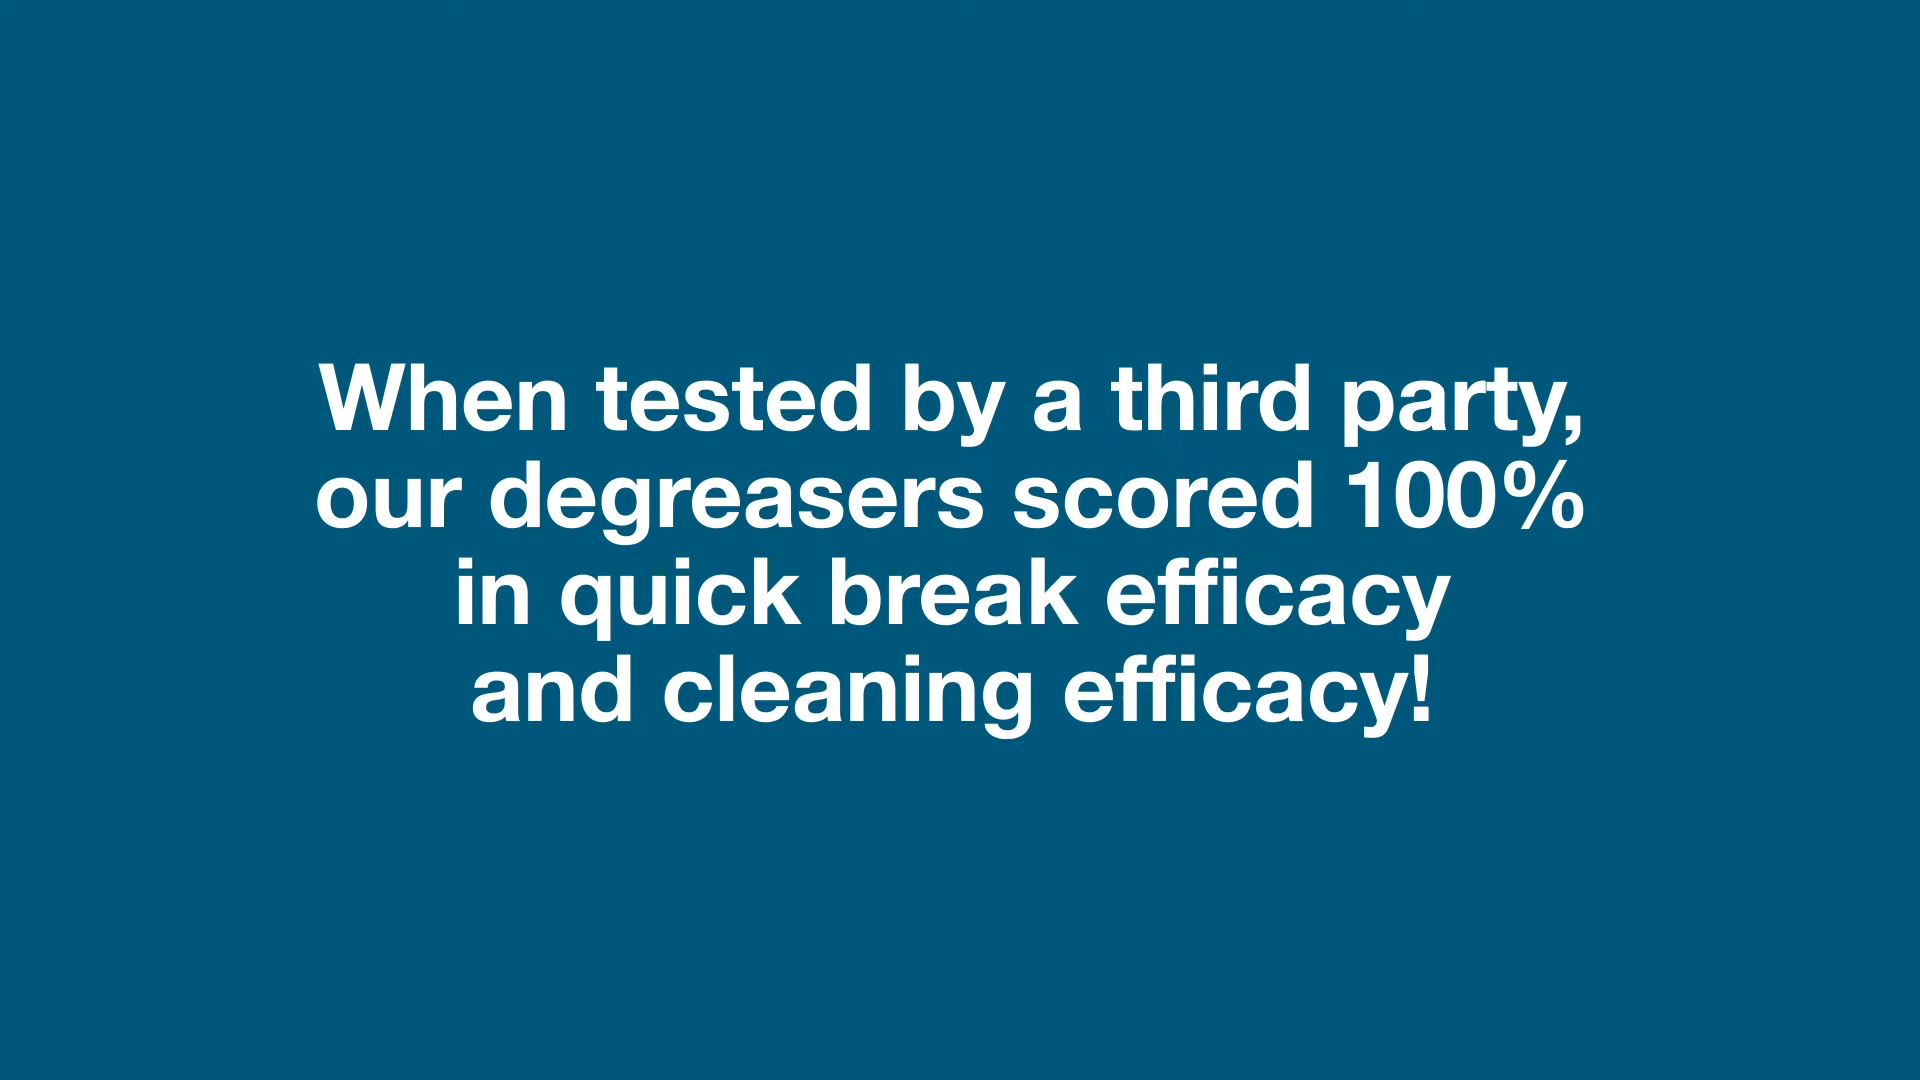 When tested by a third party,
our degreasers scored 100%
in quick break efficacy
and cleaning efficacy!